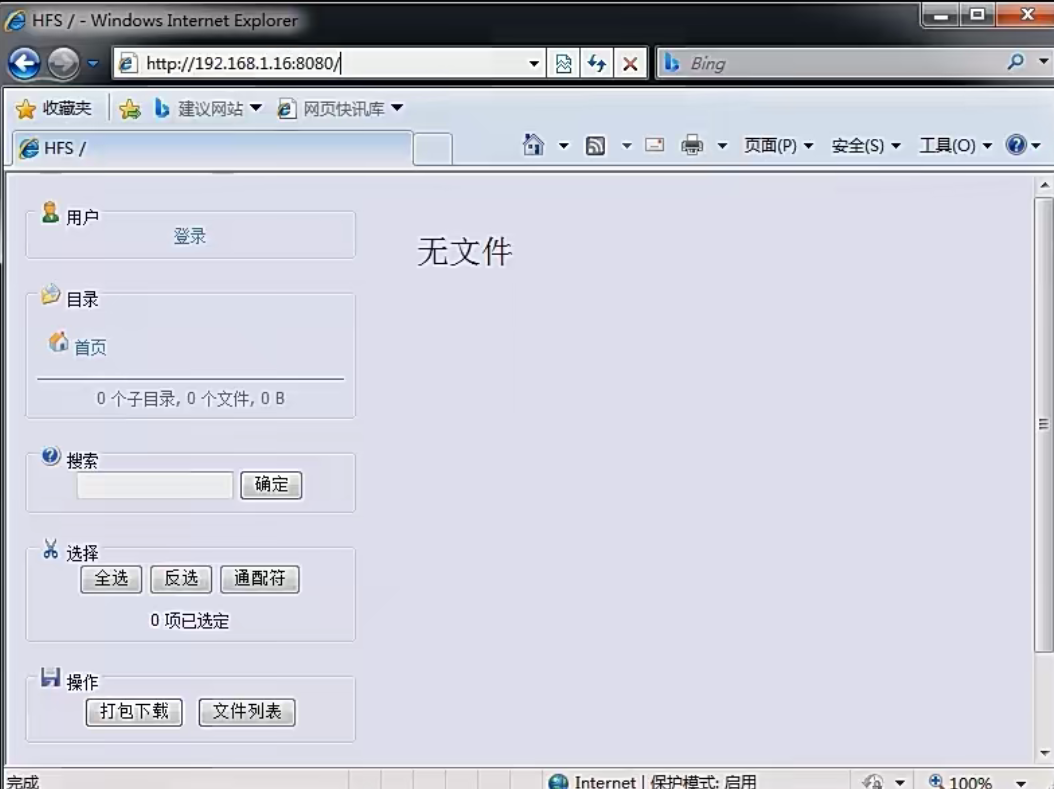 HFS / - Windows Internet Explorer
http://192.168.1.16:8080/
Bing
收藏夹 建议网站 网页快讯库
HFS / 页面(P) 安全(S) 工具(O)
用户
登录
无文件
目录
首页
0 个子目录, 0 个文件, 0 B
搜索
确定
选择
全选 反选 通配符
0 项已选定
操作
打包下载 文件列表
完成 Internet | 保护模式: 启用 100%